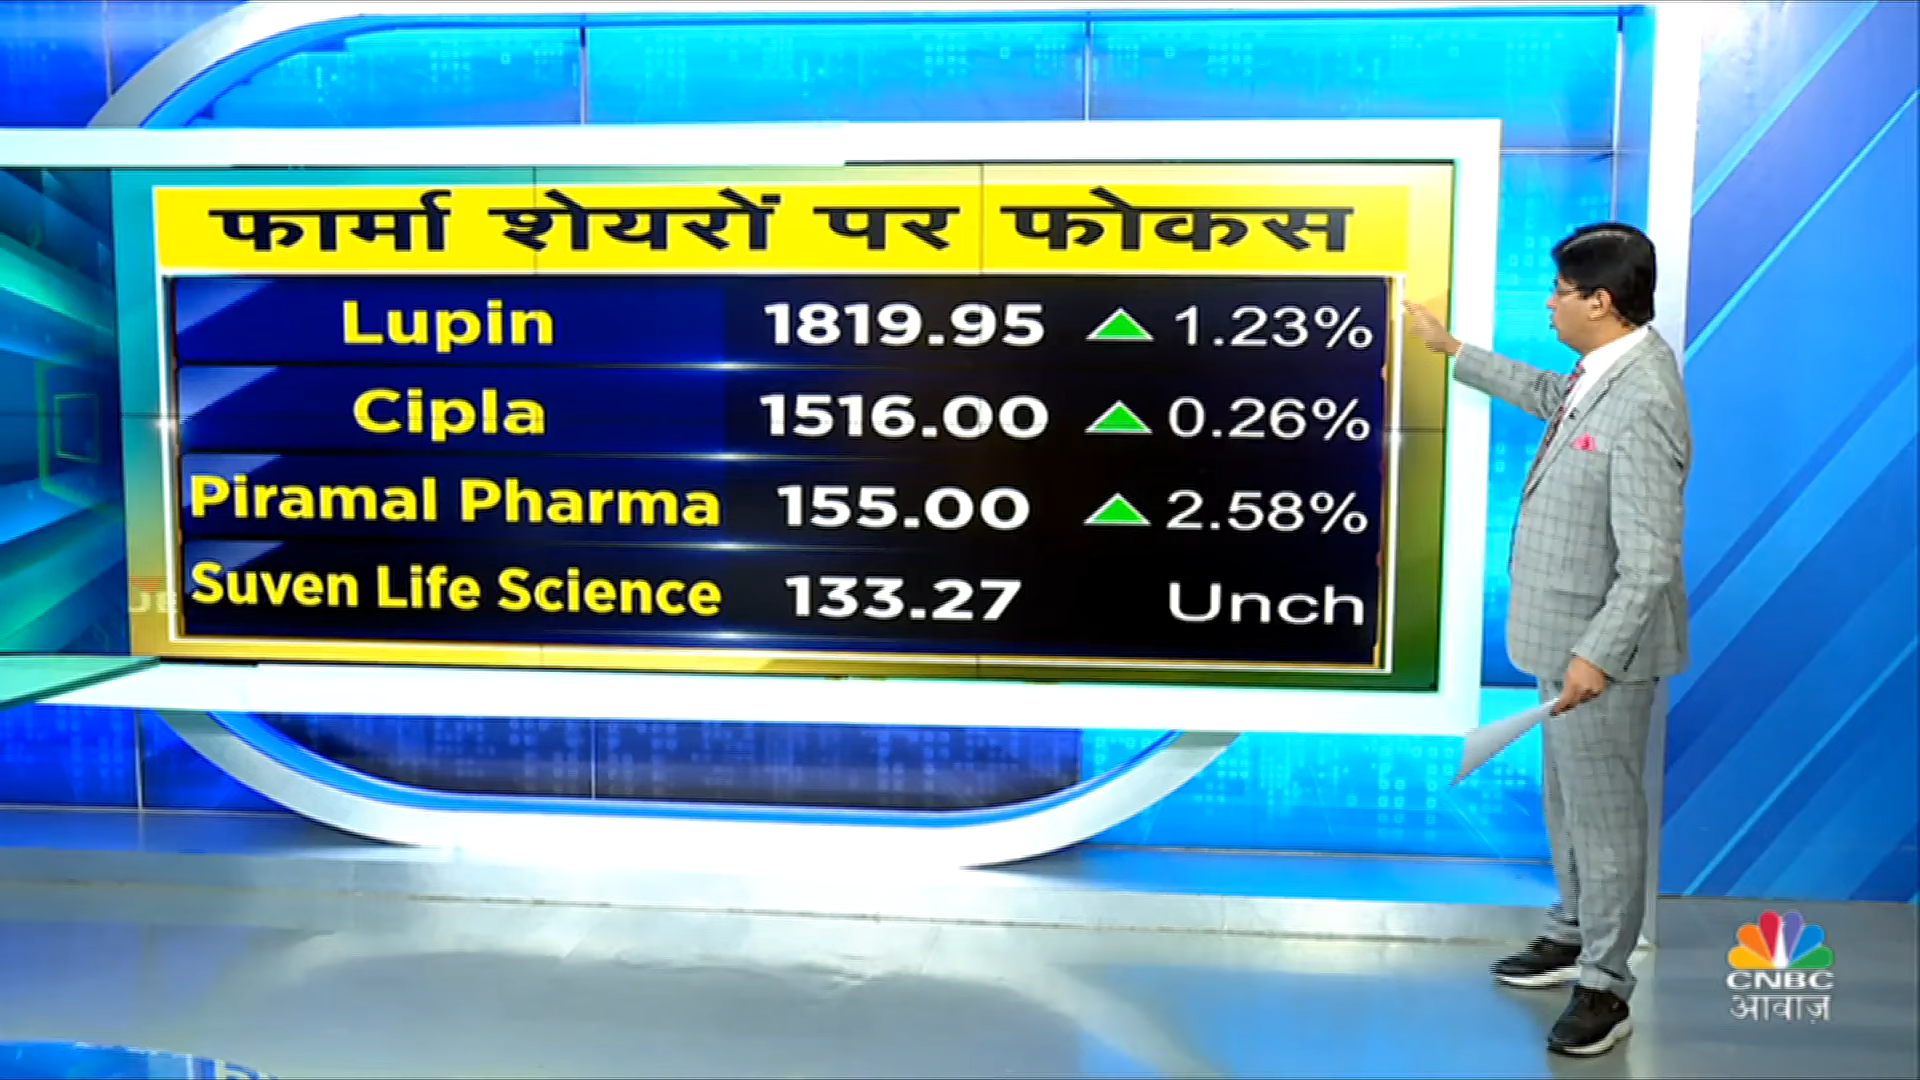 फार्मा शेयरों पर फोकस
Lupin 1819.95 1.23%
Cipla 1516.00 0.26%
Piramal Pharma 155.00 2.58%
Suven Life Science 133.27 Unch
CNBC
आवाज़